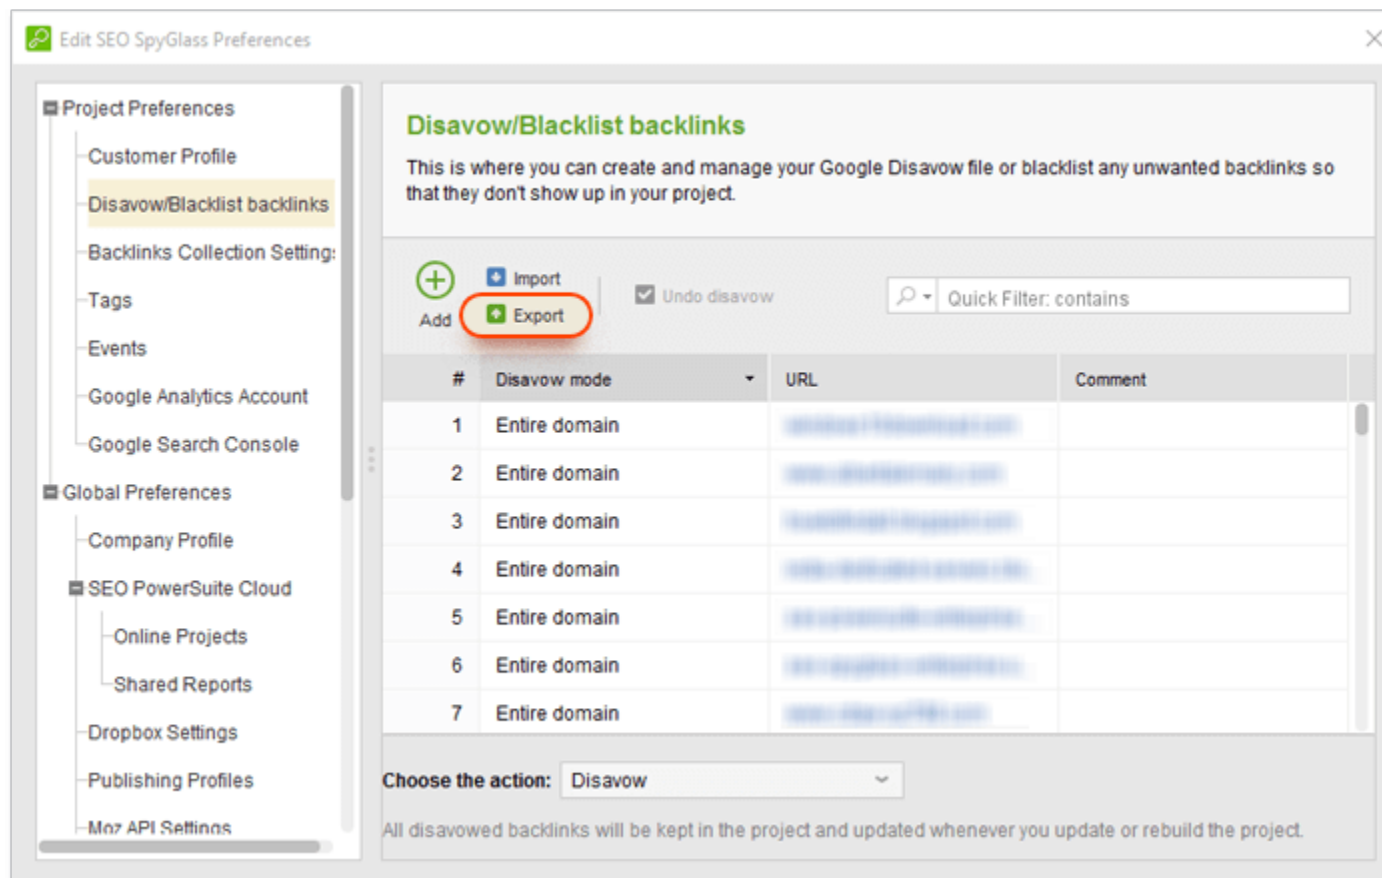 Edit SEO SpyGlass Preferences
Project Preferences
Customer Profile
Disavow/Blacklist backlinks
Backlinks Collection Setting
Tags
Events
Google Analytics Account
Google Search Console
Global Preferences
Company Profile
SEO PowerSuite Cloud
Online Projects
Shared Reports
Dropbox Settings
Publishing Profiles
Moz API Settings
Disavow/Blacklist backlinks
This is where you can create and manage your Google Disavow file or blacklist any unwanted backlinks so
that they don't show up in your project.
Add
Import
Export
Undo disavow
Quick Filter: contains
# Disavow mode URL Comment
1 Entire domain
2 Entire domain
3 Entire domain
4 Entire domain
5 Entire domain
6 Entire domain
7 Entire domain
Choose the action: Disavow
All disavowed backlinks will be kept in the project and updated whenever you update or rebuild the project.